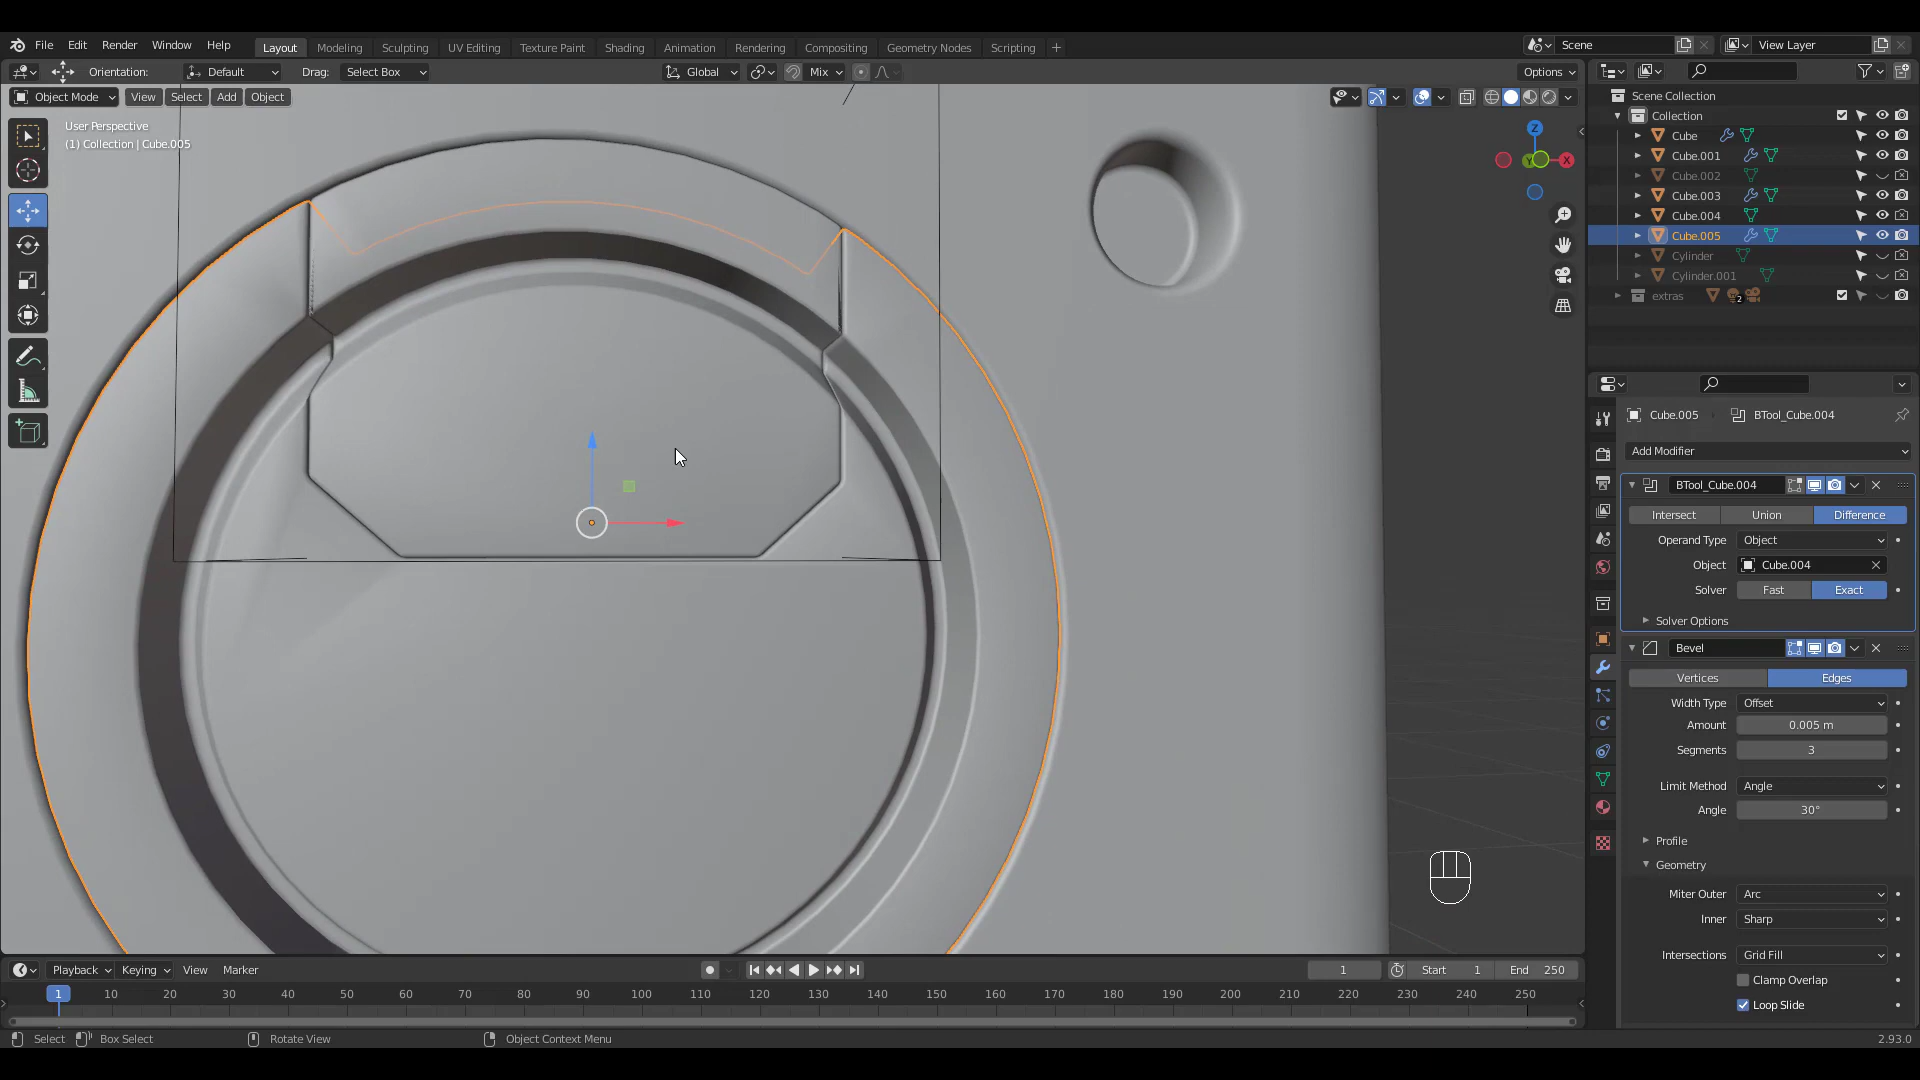 File Edit Render Window Help Layout Modeling Sculpting UV Editing Texture Paint Shading Animation Rendering Compositing Geometry Nodes Scripting + Scene View Layer
Orientation: Default Drag: Select Box Global Mix Options
Object Mode View Select Add Object
User Perspective
(1) Collection | Cube.005
Z
X
Y
Scene Collection
Collection
Cube
Cube.001
Cube.002
Cube.003
Cube.004
Cube.005
Cylinder
Cylinder.001
extras 2
Cube.005 BTool_Cube.004
Add Modifier
BTool_Cube.004
Intersect Union Difference
Operand Type Object
Object Cube.004
Solver Fast Exact
Solver Options
Bevel
Vertices Edges
Width Type Offset
Amount 0.005 m
Segments 3
Limit Method Angle
Angle 30°
Profile
Geometry
Miter Outer Arc
Inner Sharp
Intersections Grid Fill
Clamp Overlap
Loop Slide
Playback Keying View Marker 1 Start 1 End 250
1 10 20 30 40 50 60 70 80 90 100 110 120 130 140 150 160 170 180 190 200 210 220 230 240 250
Select Box Select Rotate View Object Context Menu 2.93.0